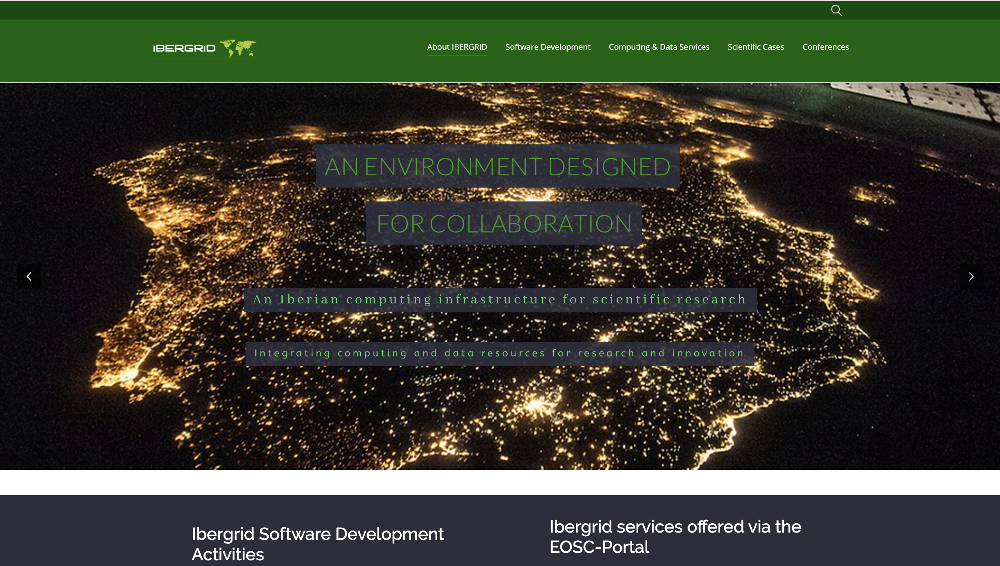 iBERGRiD
About IBERGRID Software Development Computing & Data Services Scientific Cases Conferences
AN ENVIRONMENT DESIGNED
FOR COLLABORATION
An Iberian computing infrastructure for scientific research
Integrating computing and data resources for research and innovation
Ibergrid Software Development
Activities
Ibergrid services offered via the
EOSC-Portal